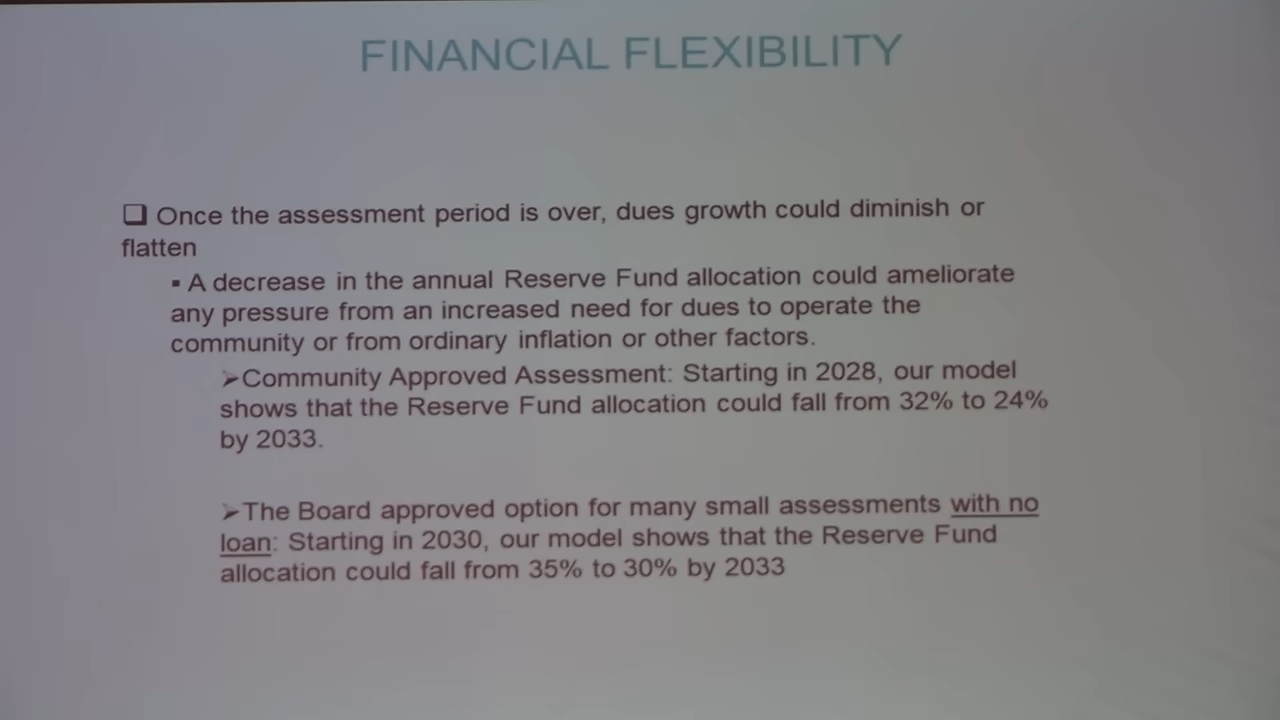 FINANCIAL FLEXIBILITY
❑ Once the assessment period is over, dues growth could diminish or
flatten
▪ A decrease in the annual Reserve Fund allocation could ameliorate
any pressure from an increased need for dues to operate the
community or from ordinary inflation or other factors.
➢Community Approved Assessment: Starting in 2028, our model
shows that the Reserve Fund allocation could fall from 32% to 24%
by 2033.
➢The Board approved option for many small assessments with no
loan: Starting in 2030, our model shows that the Reserve Fund
allocation could fall from 35% to 30% by 2033